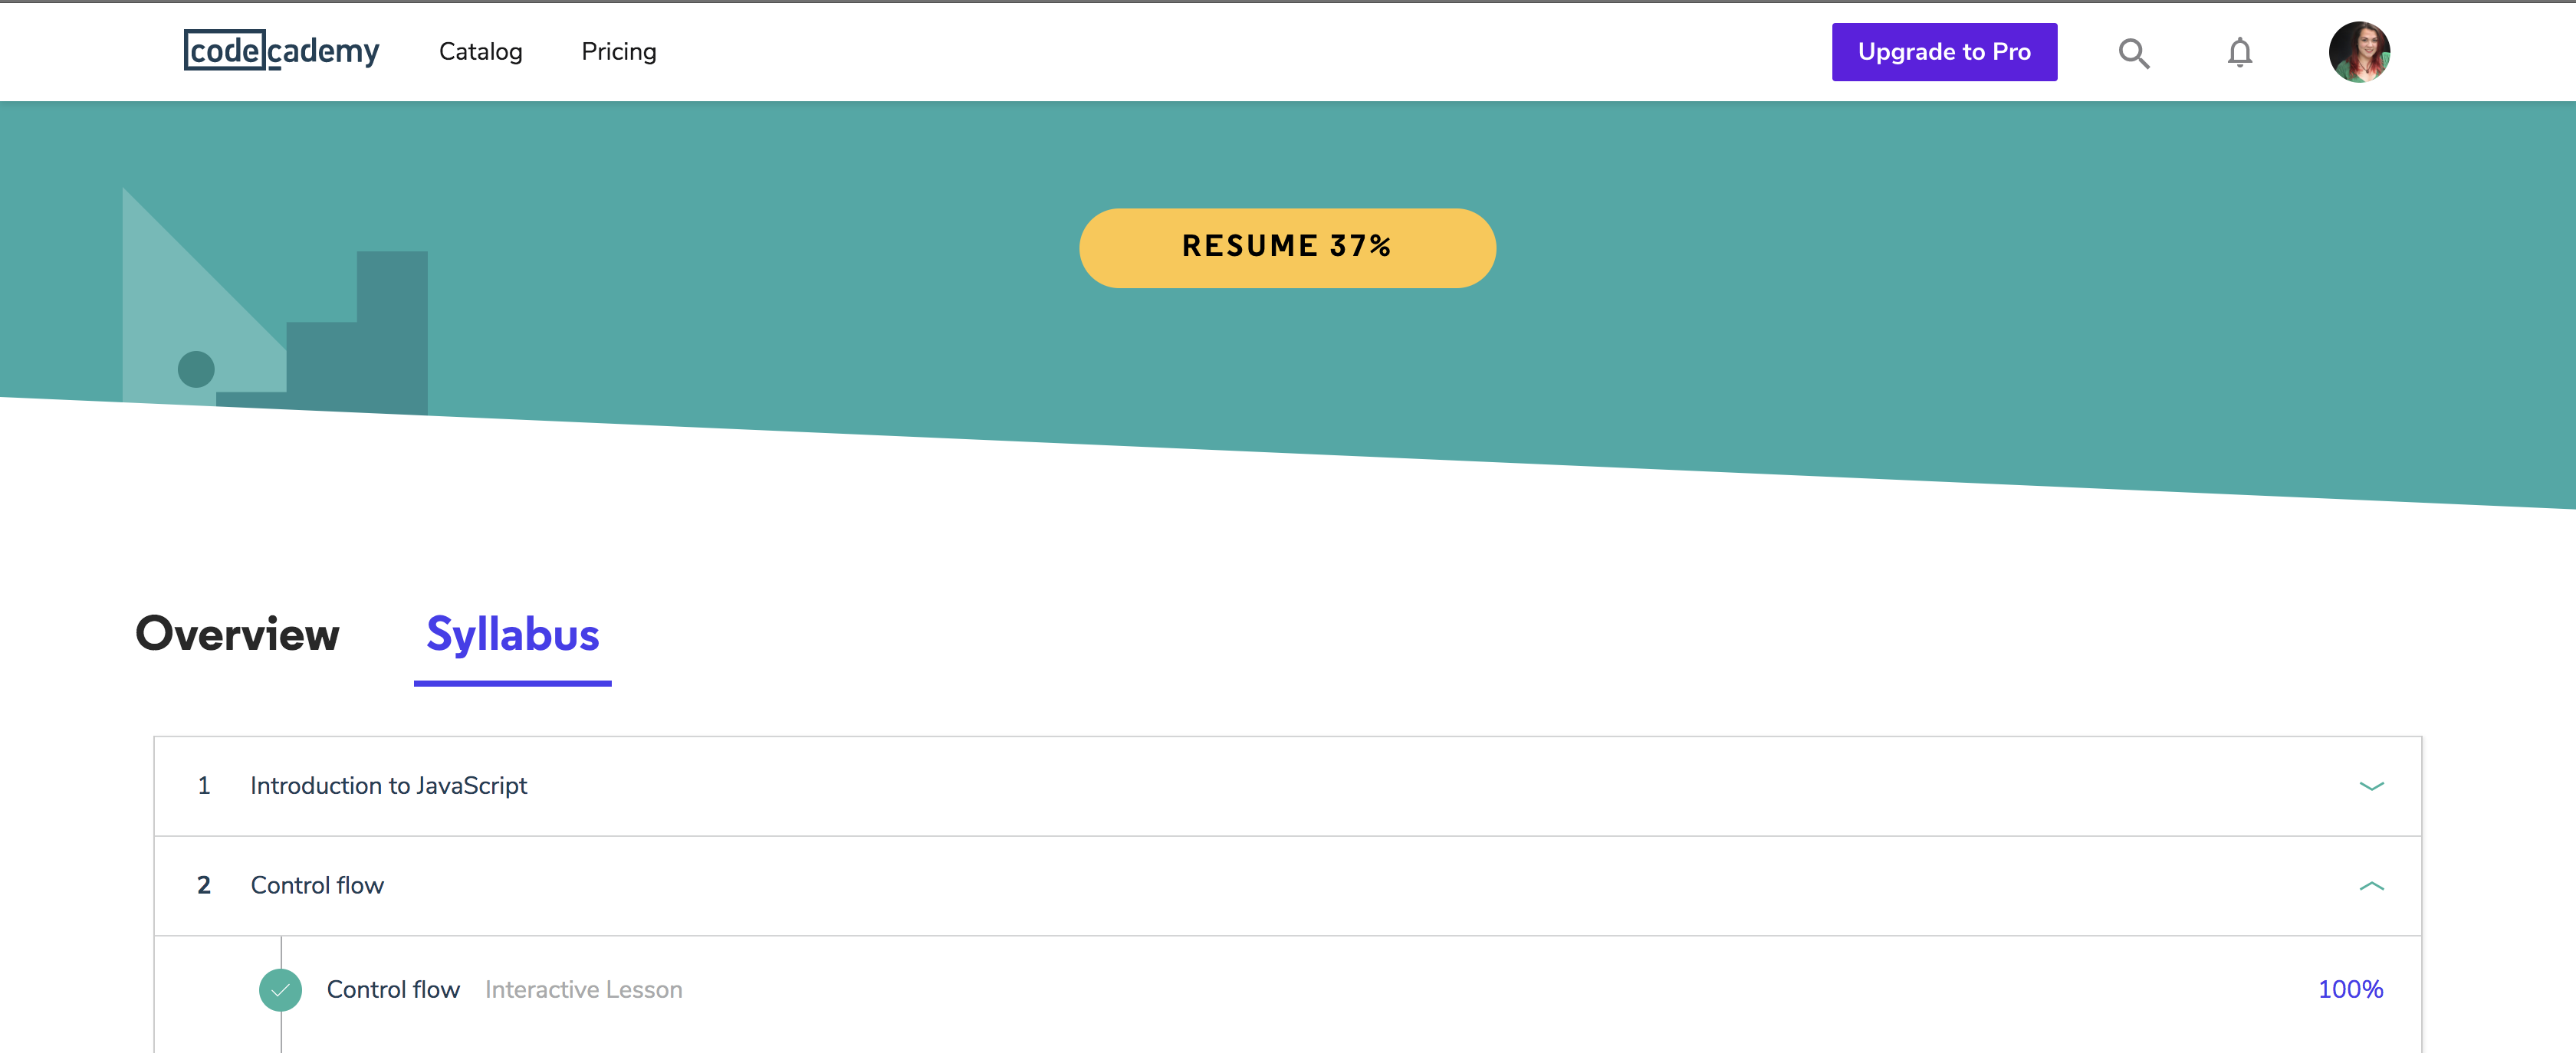 codecademy Catalog Pricing Upgrade to Pro
RESUME 37%
Overview Syllabus
1 Introduction to JavaScript
2 Control flow
Control flow Interactive Lesson 100%